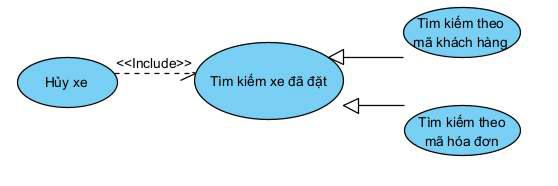 Tìm kiếm theo
mã khách hàng
<<Include>>
Hủy xe
Tìm kiếm xe đã đặt
Tìm kiếm theo
mã hóa đơn